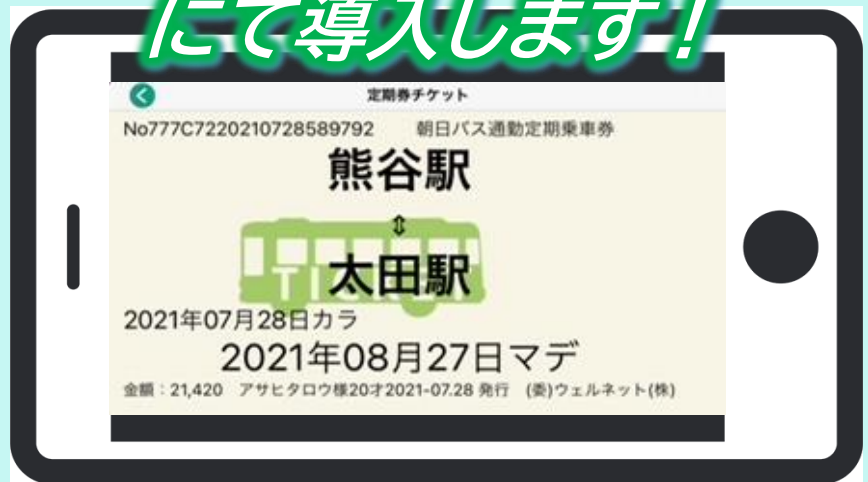 にて導入します！
定期券チケット
No777C7220210728589792 朝日バス通勤定期乗車券
熊谷駅
⇕
太田駅
TICKET
2021年07月28日カラ
2021年08月27日マデ
金額：21,420 アサヒタロウ様20才2021-07.28 発行 (委)ウェルネット(株)